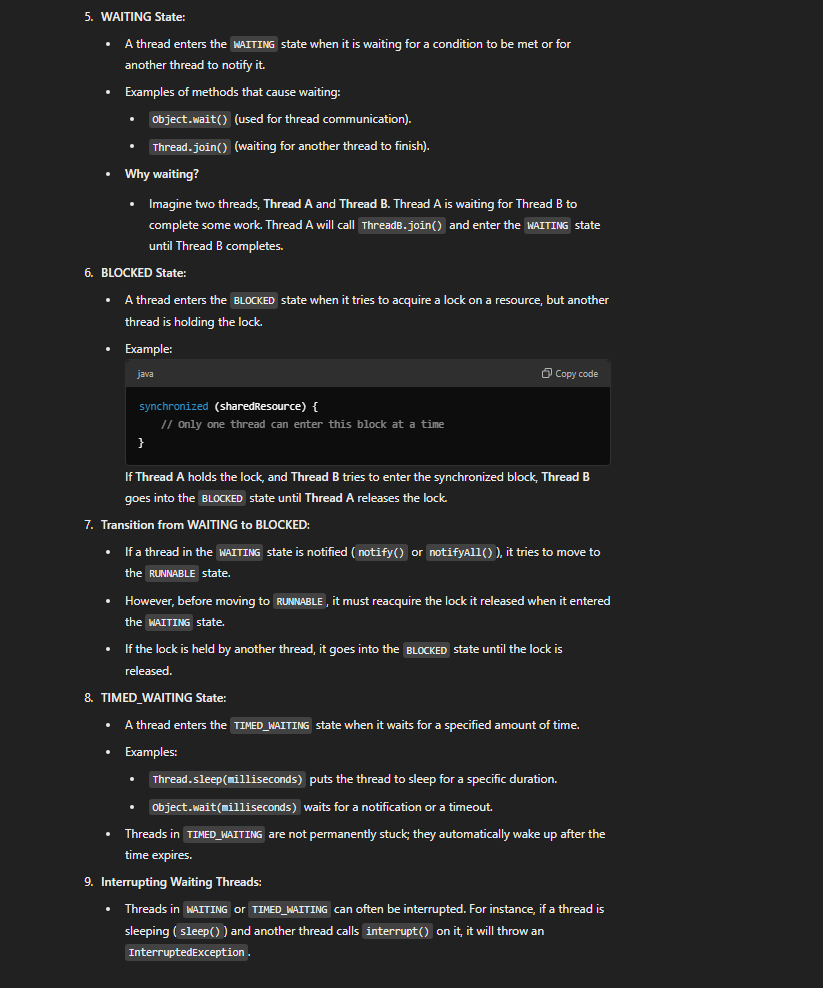 5. WAITING State:
• A thread enters the WAITING state when it is waiting for a condition to be met or for
another thread to notify it.
• Examples of methods that cause waiting:
• Object.wait() (used for thread communication).
• Thread.join() (waiting for another thread to finish).
• Why waiting?
• Imagine two threads, Thread A and Thread B. Thread A is waiting for Thread B to
complete some work. Thread A will call ThreadB.join() and enter the WAITING state
until Thread B completes.
6. BLOCKED State:
• A thread enters the BLOCKED state when it tries to acquire a lock on a resource, but another
thread is holding the lock.
• Example:
java Copy code
synchronized (sharedResource) {
// Only one thread can enter this block at a time
}
If Thread A holds the lock, and Thread B tries to enter the synchronized block, Thread B
goes into the BLOCKED state until Thread A releases the lock.
7. Transition from WAITING to BLOCKED:
• If a thread in the WAITING state is notified (notify() or notifyAll()), it tries to move to
the RUNNABLE state.
• However, before moving to RUNNABLE, it must reacquire the lock it released when it entered
the WAITING state.
• If the lock is held by another thread, it goes into the BLOCKED state until the lock is
released.
8. TIMED_WAITING State:
• A thread enters the TIMED_WAITING state when it waits for a specified amount of time.
• Examples:
• Thread.sleep(milliseconds) puts the thread to sleep for a specific duration.
• Object.wait(milliseconds) waits for a notification or a timeout.
• Threads in TIMED_WAITING are not permanently stuck; they automatically wake up after the
time expires.
9. Interrupting Waiting Threads:
• Threads in WAITING or TIMED_WAITING can often be interrupted. For instance, if a thread is
sleeping (sleep()) and another thread calls interrupt() on it, it will throw an
InterruptedException.